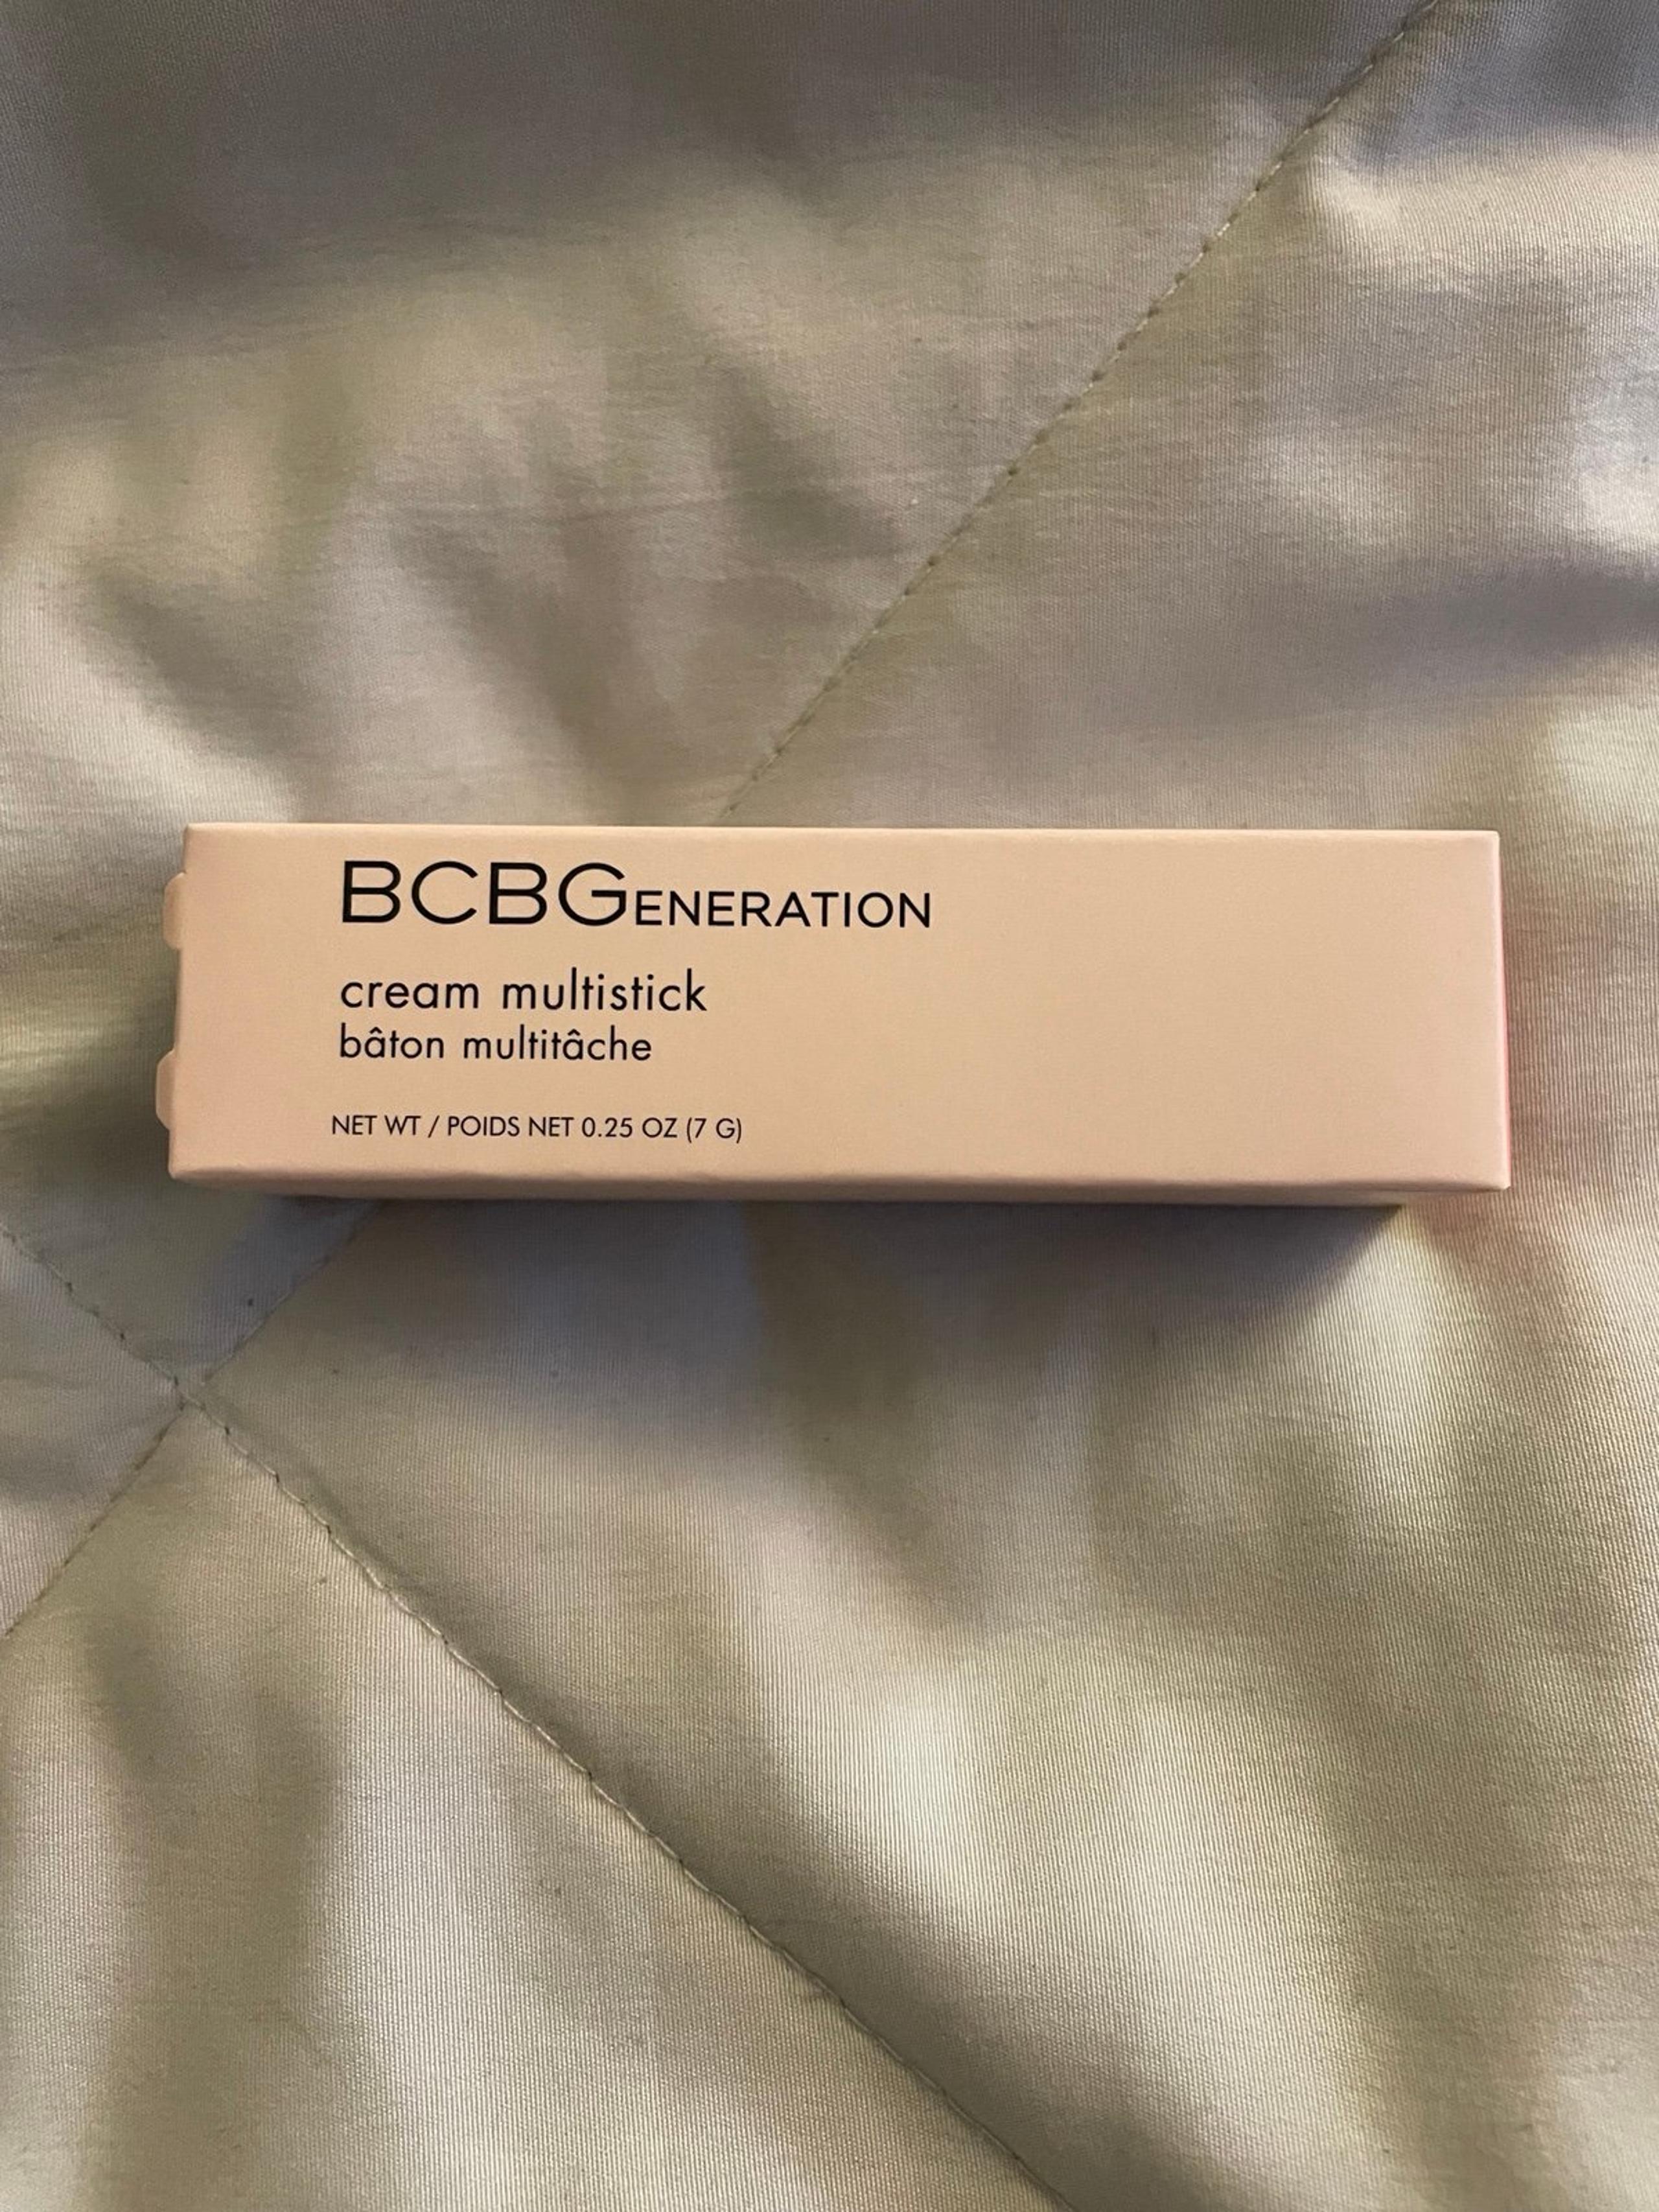 BCBGENERATION
cream multistick
bâton multitâche
NET WT / POIDS NET 0.25 OZ (7 G)